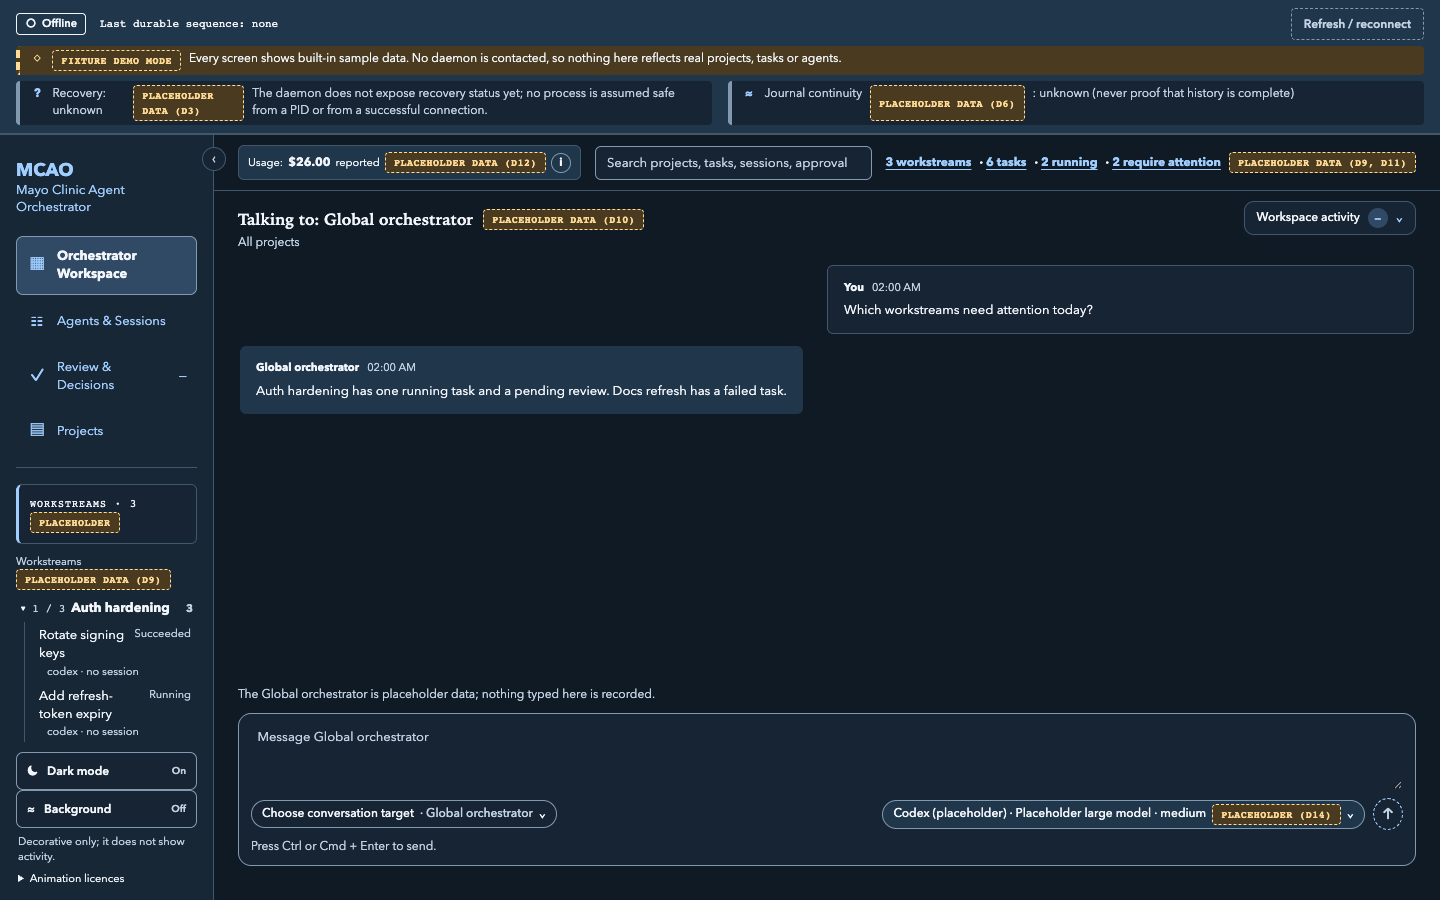 Offline
Last durable sequence: none
Refresh / reconnect
FIXTURE DEMO MODE
Every screen shows built-in sample data. No daemon is contacted, so nothing here reflects real projects, tasks or agents.
? Recovery: unknown
PLACEHOLDER DATA (D3)
The daemon does not expose recovery status yet; no process is assumed safe
from a PID or from a successful connection.
≈ Journal continuity
PLACEHOLDER DATA (D6)
: unknown (never proof that history is complete)
MCAO
Mayo Clinic Agent
Orchestrator
Orchestrator
Workspace
Agents & Sessions
Review &
Decisions –
Projects
WORKSTREAMS · 3
PLACEHOLDER
Workstreams
PLACEHOLDER DATA (D9)
▾ 1 / 3 Auth hardening 3
Rotate signing
keys
Succeeded
codex · no session
Add refresh-
token expiry
Running
codex · no session
Dark mode On
≈ Background Off
Decorative only; it does not show
activity.
▶ Animation licences
‹
Usage: $26.00 reported PLACEHOLDER DATA (D12) i
Search projects, tasks, sessions, approval
3 workstreams · 6 tasks · 2 running · 2 require attention PLACEHOLDER DATA (D9, D11)
Talking to: Global orchestrator PLACEHOLDER DATA (D10)
All projects
Workspace activity –
You 02:00 AM
Which workstreams need attention today?
Global orchestrator 02:00 AM
Auth hardening has one running task and a pending review. Docs refresh has a failed task.
The Global orchestrator is placeholder data; nothing typed here is recorded.
Message Global orchestrator
Choose conversation target · Global orchestrator
Codex (placeholder) · Placeholder large model · medium PLACEHOLDER (D14)
Press Ctrl or Cmd + Enter to send.